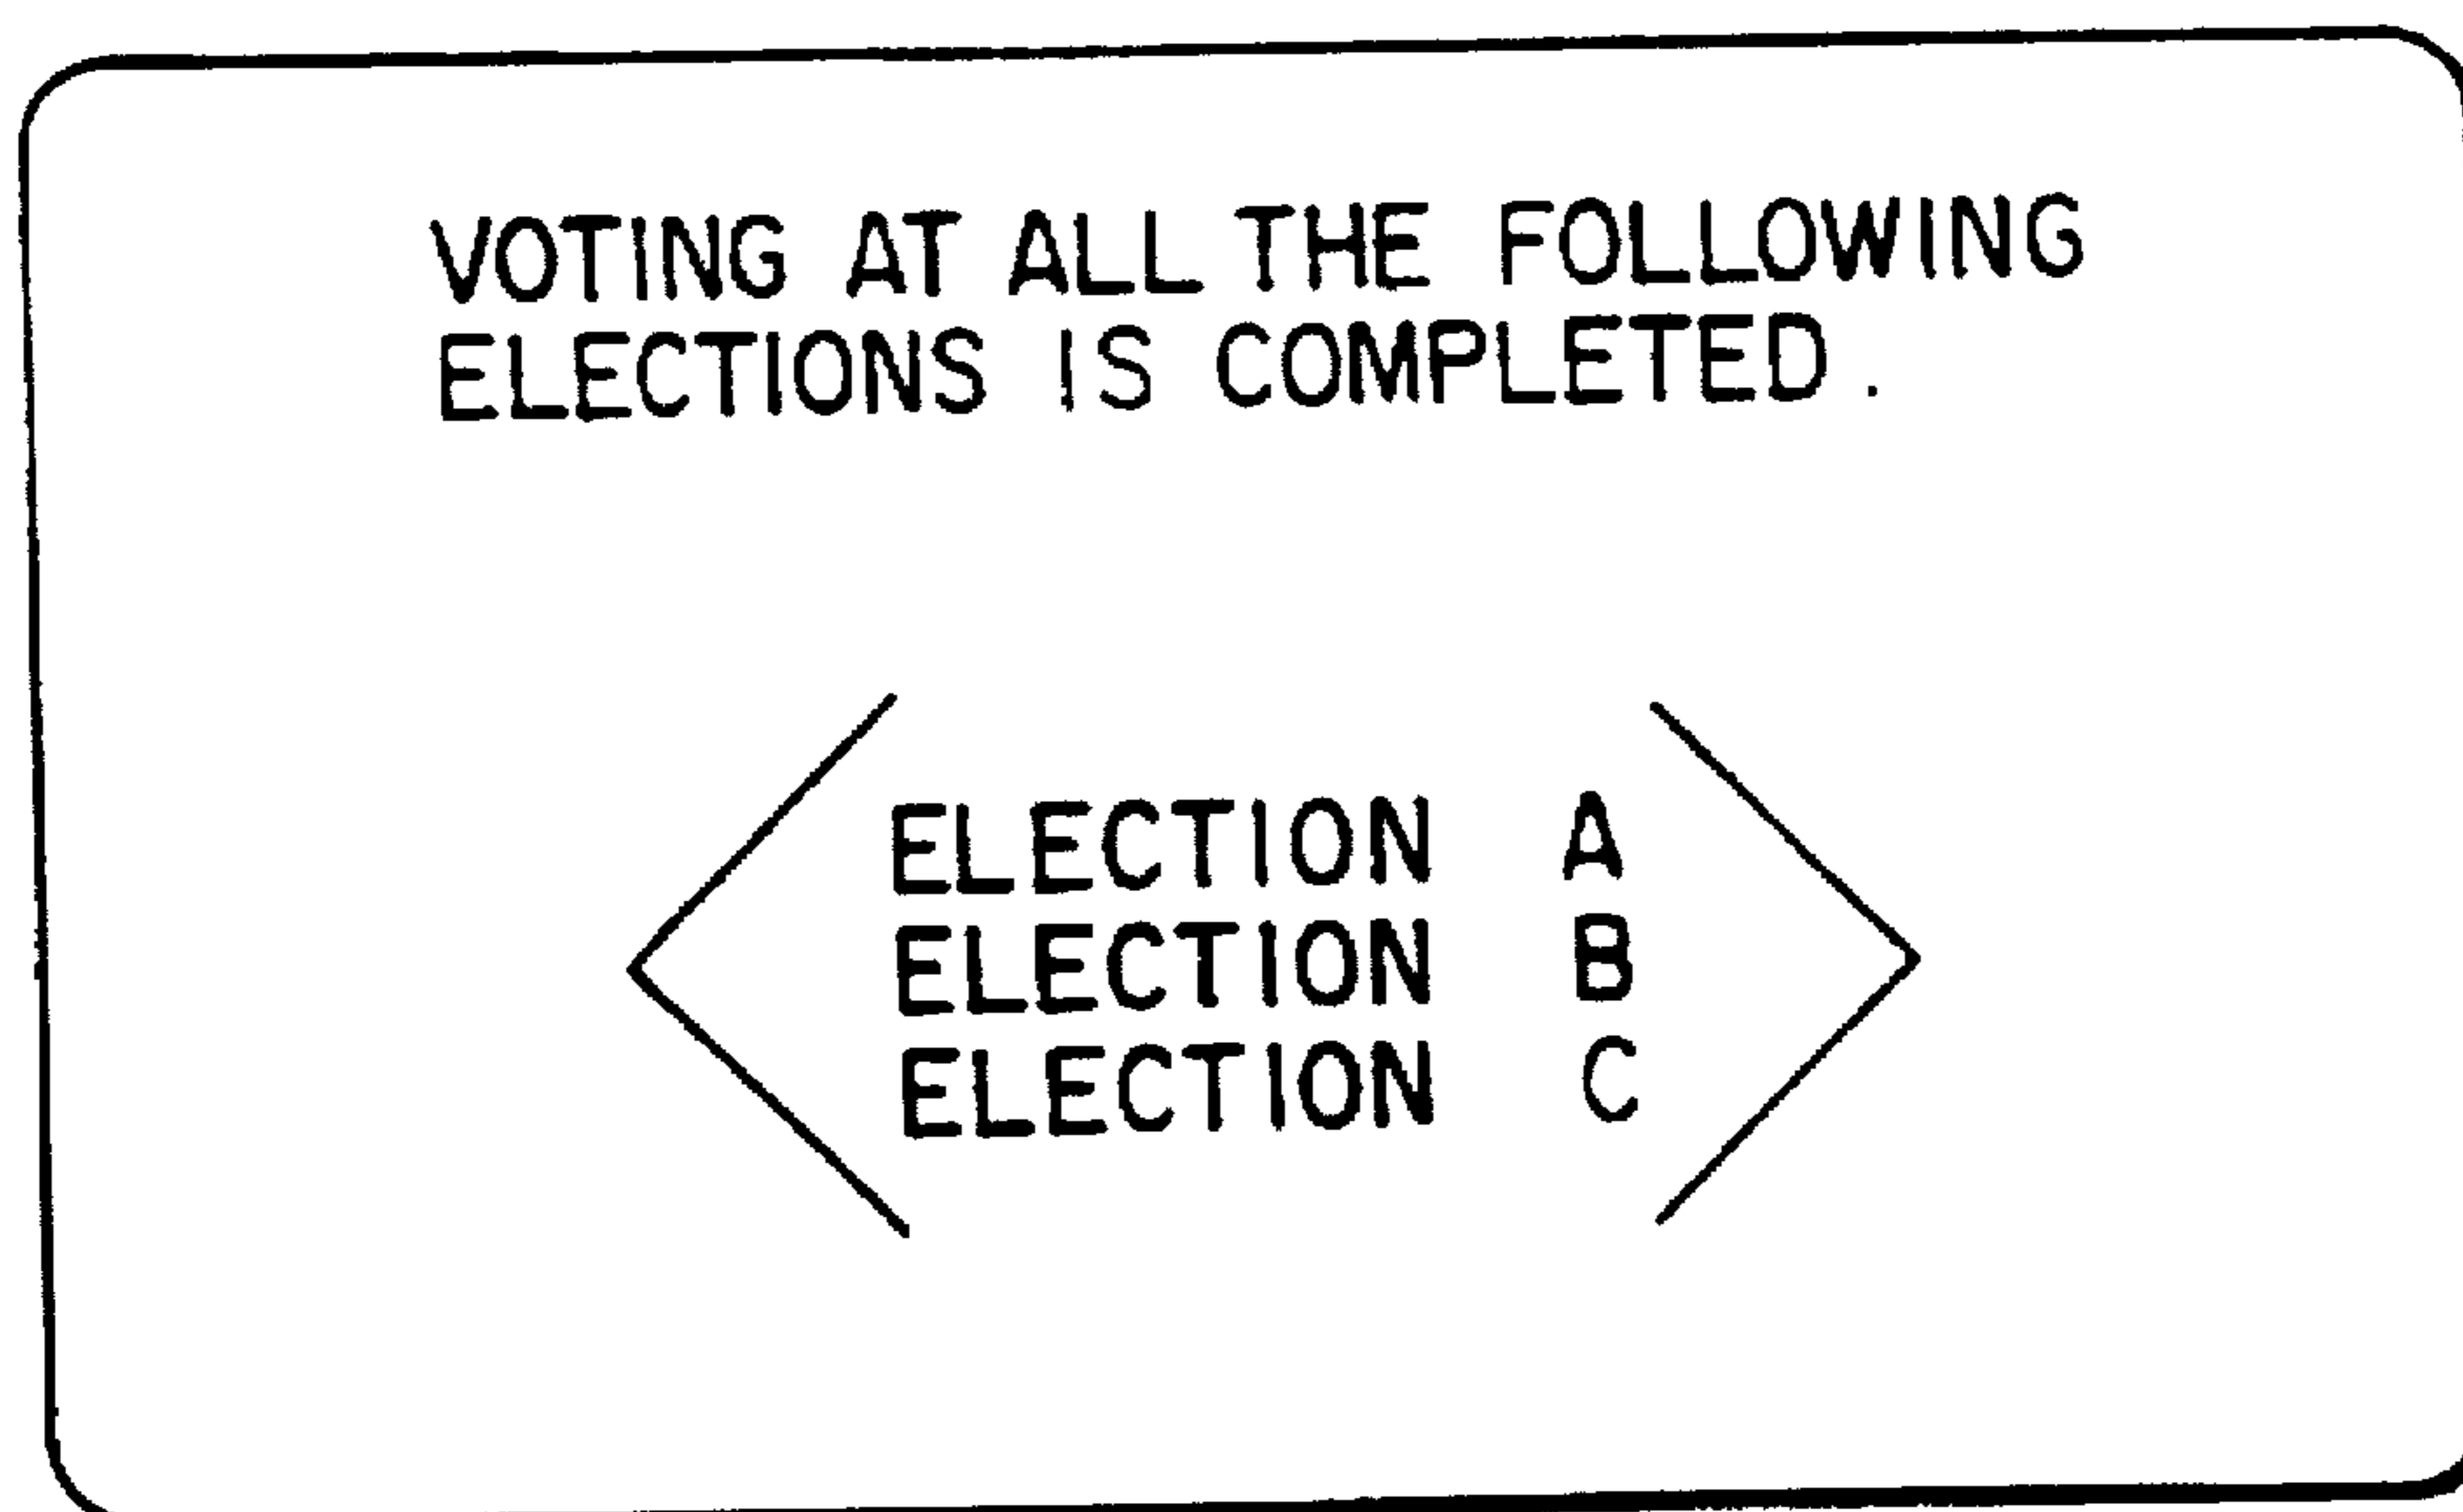 VOTING AT ALL THE FOLLOWING
ELECTIONS IS COMPLETED.
ELECTION A
ELECTION B
ELECTION C